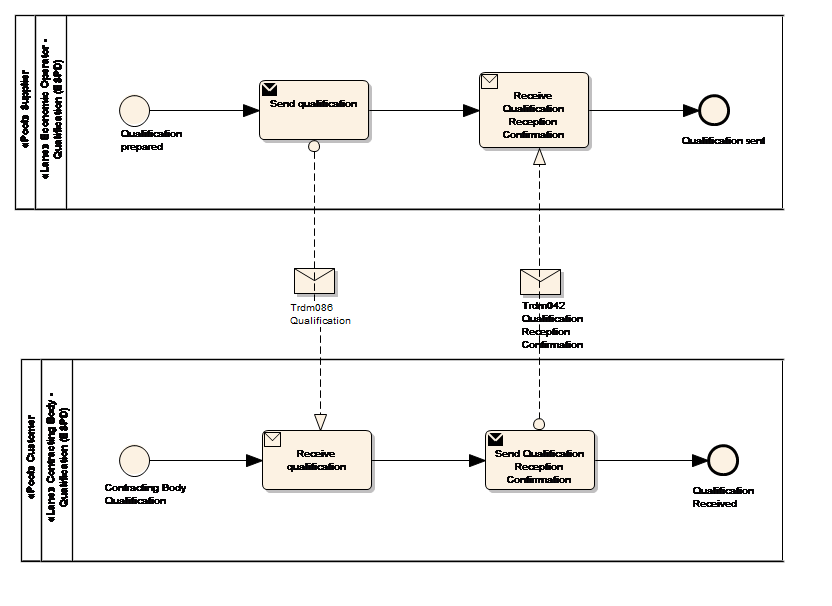 «Pool» Supplier
«Lane» Economic Operator -
Qualification (ESPD)
Qualification
prepared
Send qualification
Receive
Qualification
Reception
Confirmation
Qualification sent
Trdm086
Qualification
Trdm042
Qualification
Reception
Confirmation
«Pool» Customer
«Lane» Contracting Body -
Qualification (ESPD)
Contracting Body
Qualification
Receive
qualification
Send Qualification
Reception
Confirmation
Qualification
Received